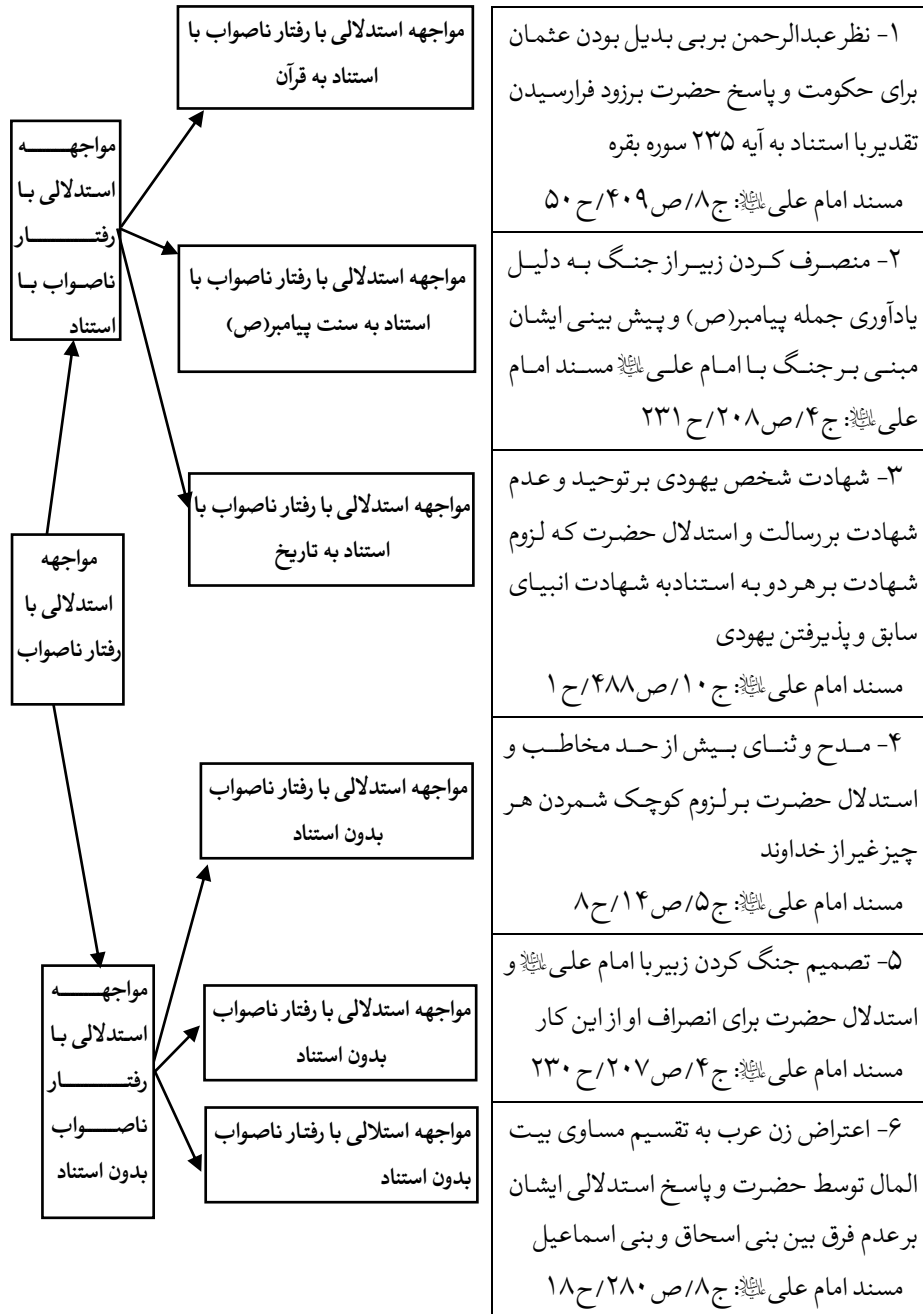 ۱- نظر عبدالرحمن بر بی بدیل بودن عثمان
برای حکومت و پاسخ حضرت بر زود فرارسیدن
تقدیر با استناد به آیه ۲۳۵ سوره بقره
مسند امام علی علیه‌السلام: ج۸/ص۴۰۹/ح۵۰
۲- منصرف کردن زبیر از جنگ به دلیل
یادآوری جمله پیامبر(ص) و پیش بینی ایشان
مبنی بر جنگ با امام علی علیه‌السلام مسند امام
علی علیه‌السلام: ج۴/ص۲۰۸/ح۲۳۱
۳- شهادت شخص یهودی بر توحید و عدم
شهادت بر رسالت و استدلال حضرت که لزوم
شهادت بر هر دو به استنادبه شهادت انبیای
سابق و پذیرفتن یهودی
مسند امام علی علیه‌السلام: ج۱۰/ص۴۸۸/ح۱
۴- مدح و ثنای بیش از حد مخاطب و
استدلال حضرت بر لزوم کوچک شمردن هر
چیز غیر از خداوند
مسند امام علی علیه‌السلام: ج۵/ص۱۴/ح۸
۵- تصمیم جنگ کردن زبیر با امام علی علیه‌السلام و
استدلال حضرت برای انصراف او از این کار
مسند امام علی علیه‌السلام: ج۴/ص۲۰۷/ح۲۳۰
۶- اعتراض زن عرب به تقسیم مساوی بیت
المال توسط حضرت و پاسخ استدلالی ایشان
بر عدم فرق بین بنی اسحاق و بنی اسماعیل
مسند امام علی علیه‌السلام: ج۸/ص۲۸۰/ح۱۸
مواجهه استدلالی با رفتار ناصواب با
استناد به قرآن
مواجهه استدلالی با رفتار ناصواب با
استناد به سنت پیامبر(ص)
مواجهه استدلالی با رفتار ناصواب با
استناد به تاریخ
مواجهه استدلالی با رفتار ناصواب
بدون استناد
مواجهه استدلالی با رفتار ناصواب
بدون استناد
مواجهه استلالی با رفتار ناصواب
بدون استناد
مواجهه
استدلالی با
رفتار
ناصواب با
استناد
مواجهه
استدلالی با
رفتار ناصواب
مواجهه
استدلالی با
رفتار
ناصواب
بدون استناد